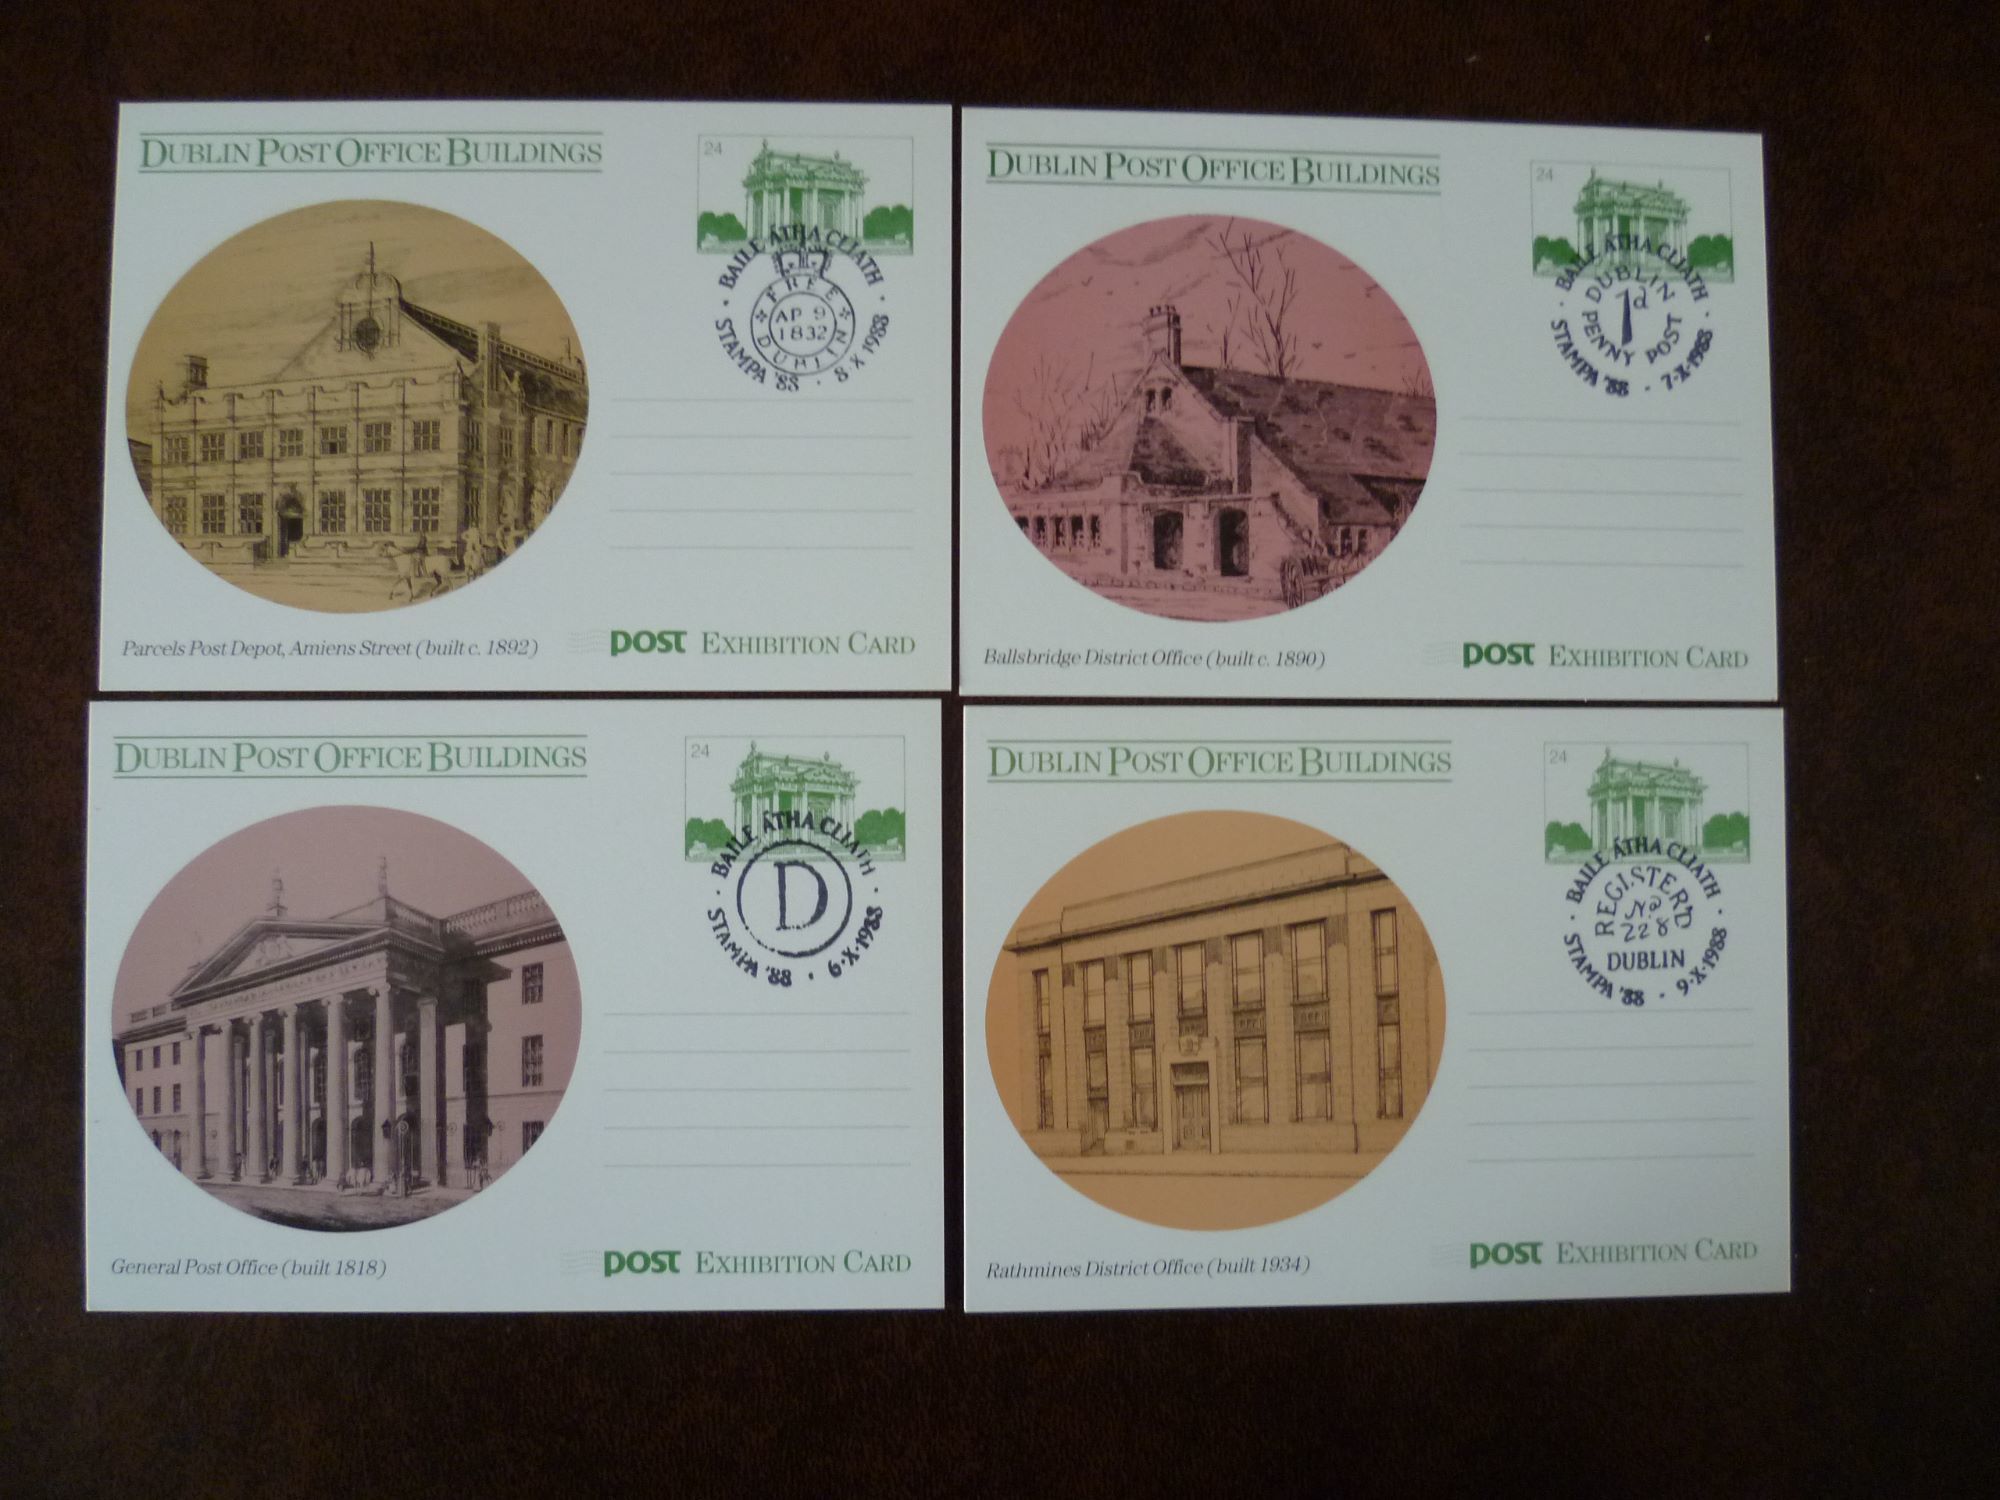 DUBLIN POST OFFICE BUILDINGS
24
BAILE ÁTHA CLIATH
FREE
AP 9
1832
DUBLIN
STAMPA '88 · 8·X·1988
Parcels Post Depot, Amiens Street (built c. 1892)
POST EXHIBITION CARD
DUBLIN POST OFFICE BUILDINGS
24
BAILE ÁTHA CLIATH
DUBLIN
1d
PENNY POST
STAMPA '88 · 7·X·1988
Ballsbridge District Office (built c. 1890)
POST EXHIBITION CARD
DUBLIN POST OFFICE BUILDINGS
24
BAILE ÁTHA CLIATH
D
STAMPA '88 · 6·X·1988
General Post Office (built 1818)
POST EXHIBITION CARD
DUBLIN POST OFFICE BUILDINGS
24
BAILE ÁTHA CLIATH
REGISTER'D
No
228
DUBLIN
STAMPA '88 · 9·X·1988
Rathmines District Office (built 1934)
POST EXHIBITION CARD